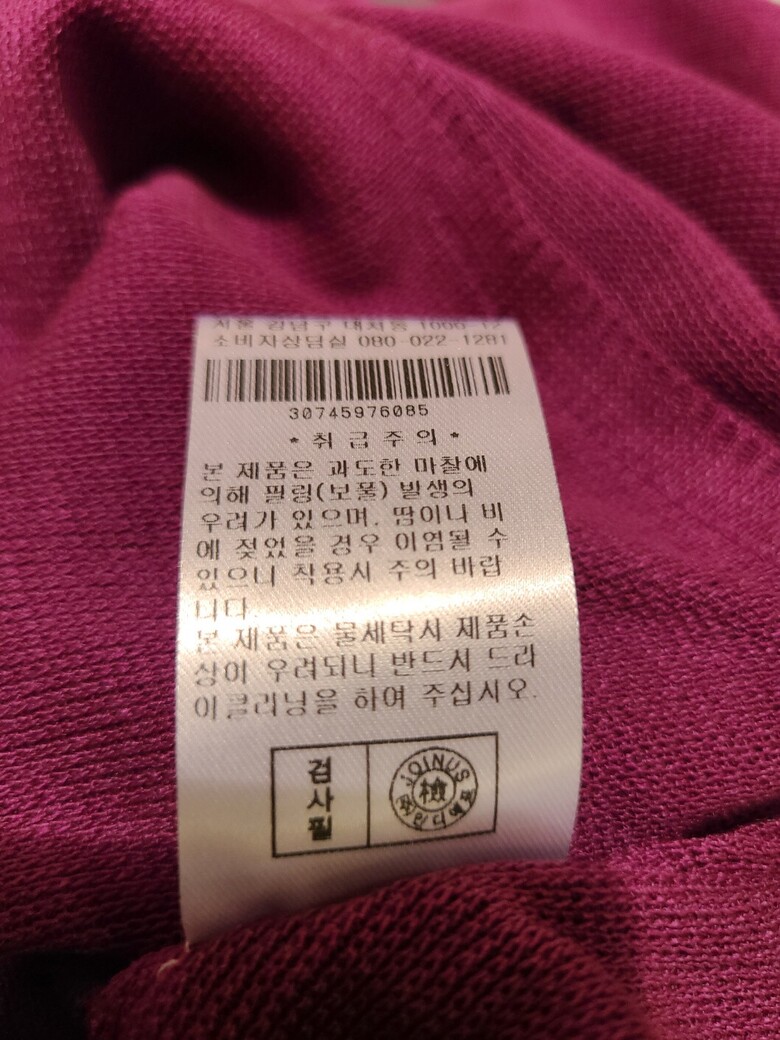 서울 강남구 대치동 1000-12
소비자상담실 080-022-1281
30745976085
*취급주의*
본 제품은 과도한 마찰에
의해 필링(보풀) 발생의
우려가 있으며, 땀이나 비
에 젖었을 경우 이염될 수
있으니 착용시 주의 바랍
니다.
본 제품은 물세탁시 제품손
상이 우려되니 반드시 드라
이클리닝을 하여 주십시오.
검사필
JOINUS
檢